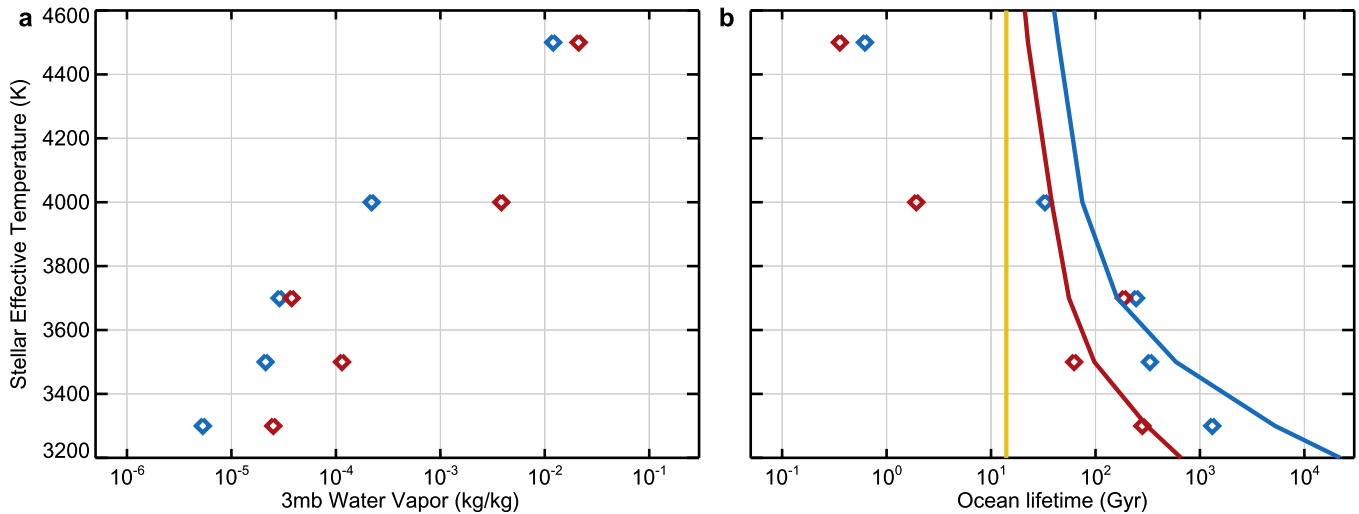 a
4600
4400
4200
4000
3800
3600
3400
3200
Stellar Effective Temperature (K)
10-6 10-5 10-4 10-3 10-2 10-1
3mb Water Vapor (kg/kg)
b
10-1 100 101 102 103 104
Ocean lifetime (Gyr)